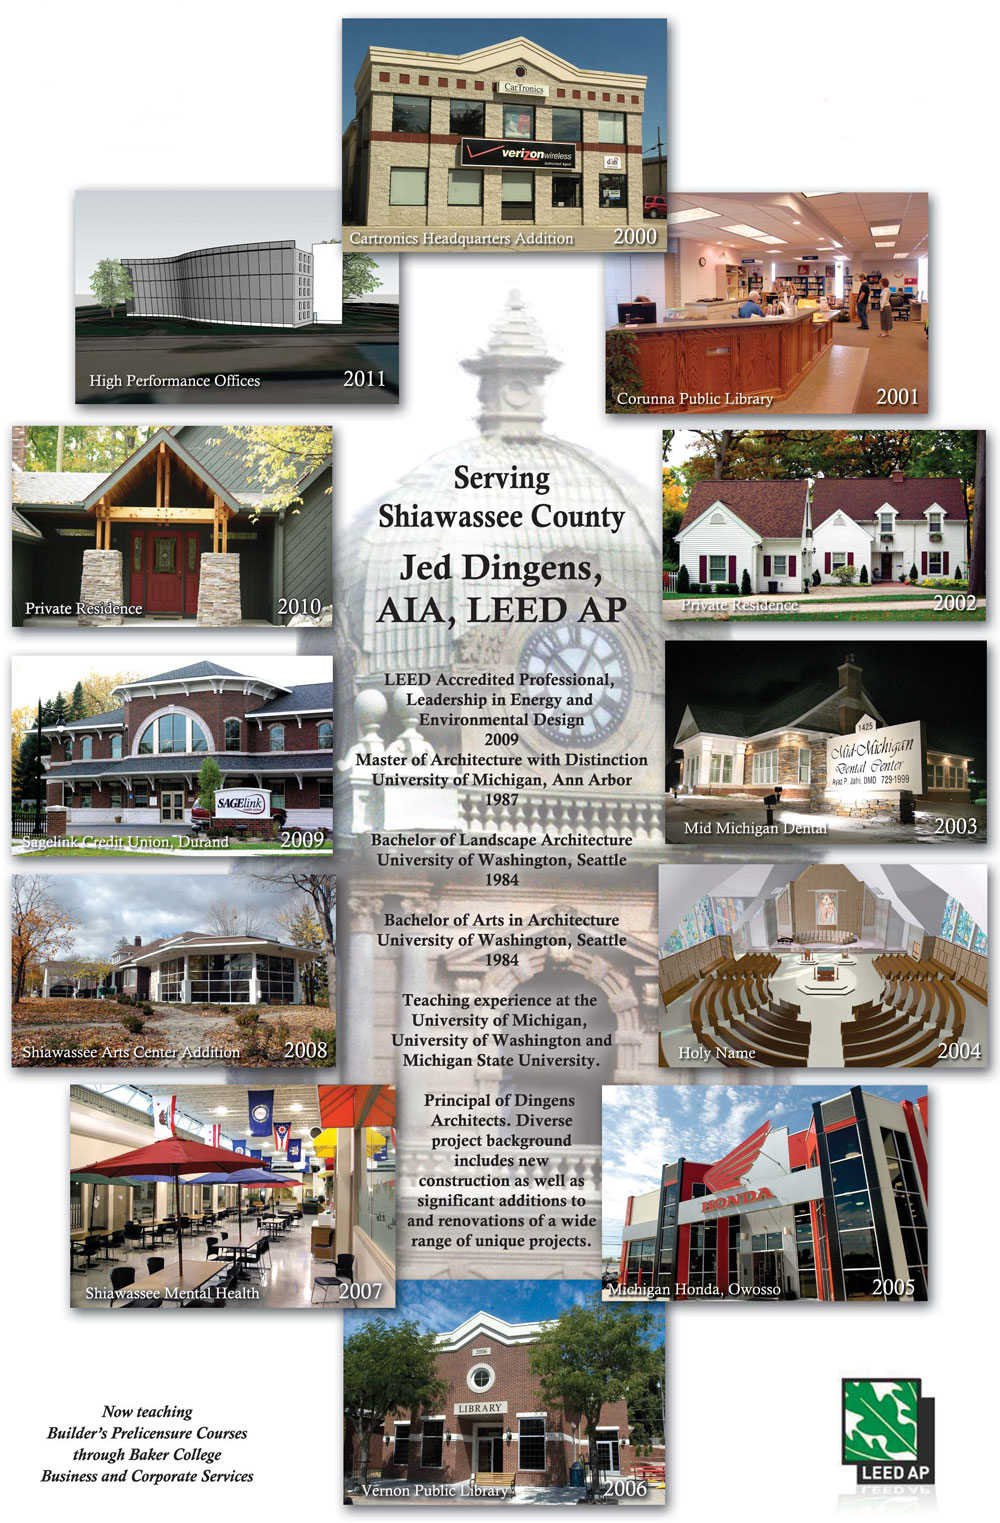 CarTronics
verizonwireless
Authorized Agent
dish
Cartronics Headquarters Addition 2000
High Performance Offices 2011
Corunna Public Library 2001
Private Residence 2010
Private Residence 2002
Serving
Shiawassee County
Jed Dingens,
AIA, LEED AP
LEED Accredited Professional,
Leadership in Energy and
Environmental Design
2009
Master of Architecture with Distinction
University of Michigan, Ann Arbor
1987
Bachelor of Landscape Architecture
University of Washington, Seattle
1984
Bachelor of Arts in Architecture
University of Washington, Seattle
1984
Teaching experience at the
University of Michigan,
University of Washington and
Michigan State University.
Principal of Dingens
Architects. Diverse
project background
includes new
construction as well as
significant additions to
and renovations of a wide
range of unique projects.
SAGElink
Sagelink Credit Union, Durand 2009
1425
Mid-Michigan
Dental Center
Ayaz P. Jafri, DMD 729-1999
Mid Michigan Dental 2003
Shiawassee Arts Center Addition 2008
Holy Name 2004
Shiawassee Mental Health 2007
HONDA
Michigan Honda, Owosso 2005
2006
LIBRARY
Vernon Public Library 2006
Now teaching
Builder's Prelicensure Courses
through Baker College
Business and Corporate Services
LEED AP